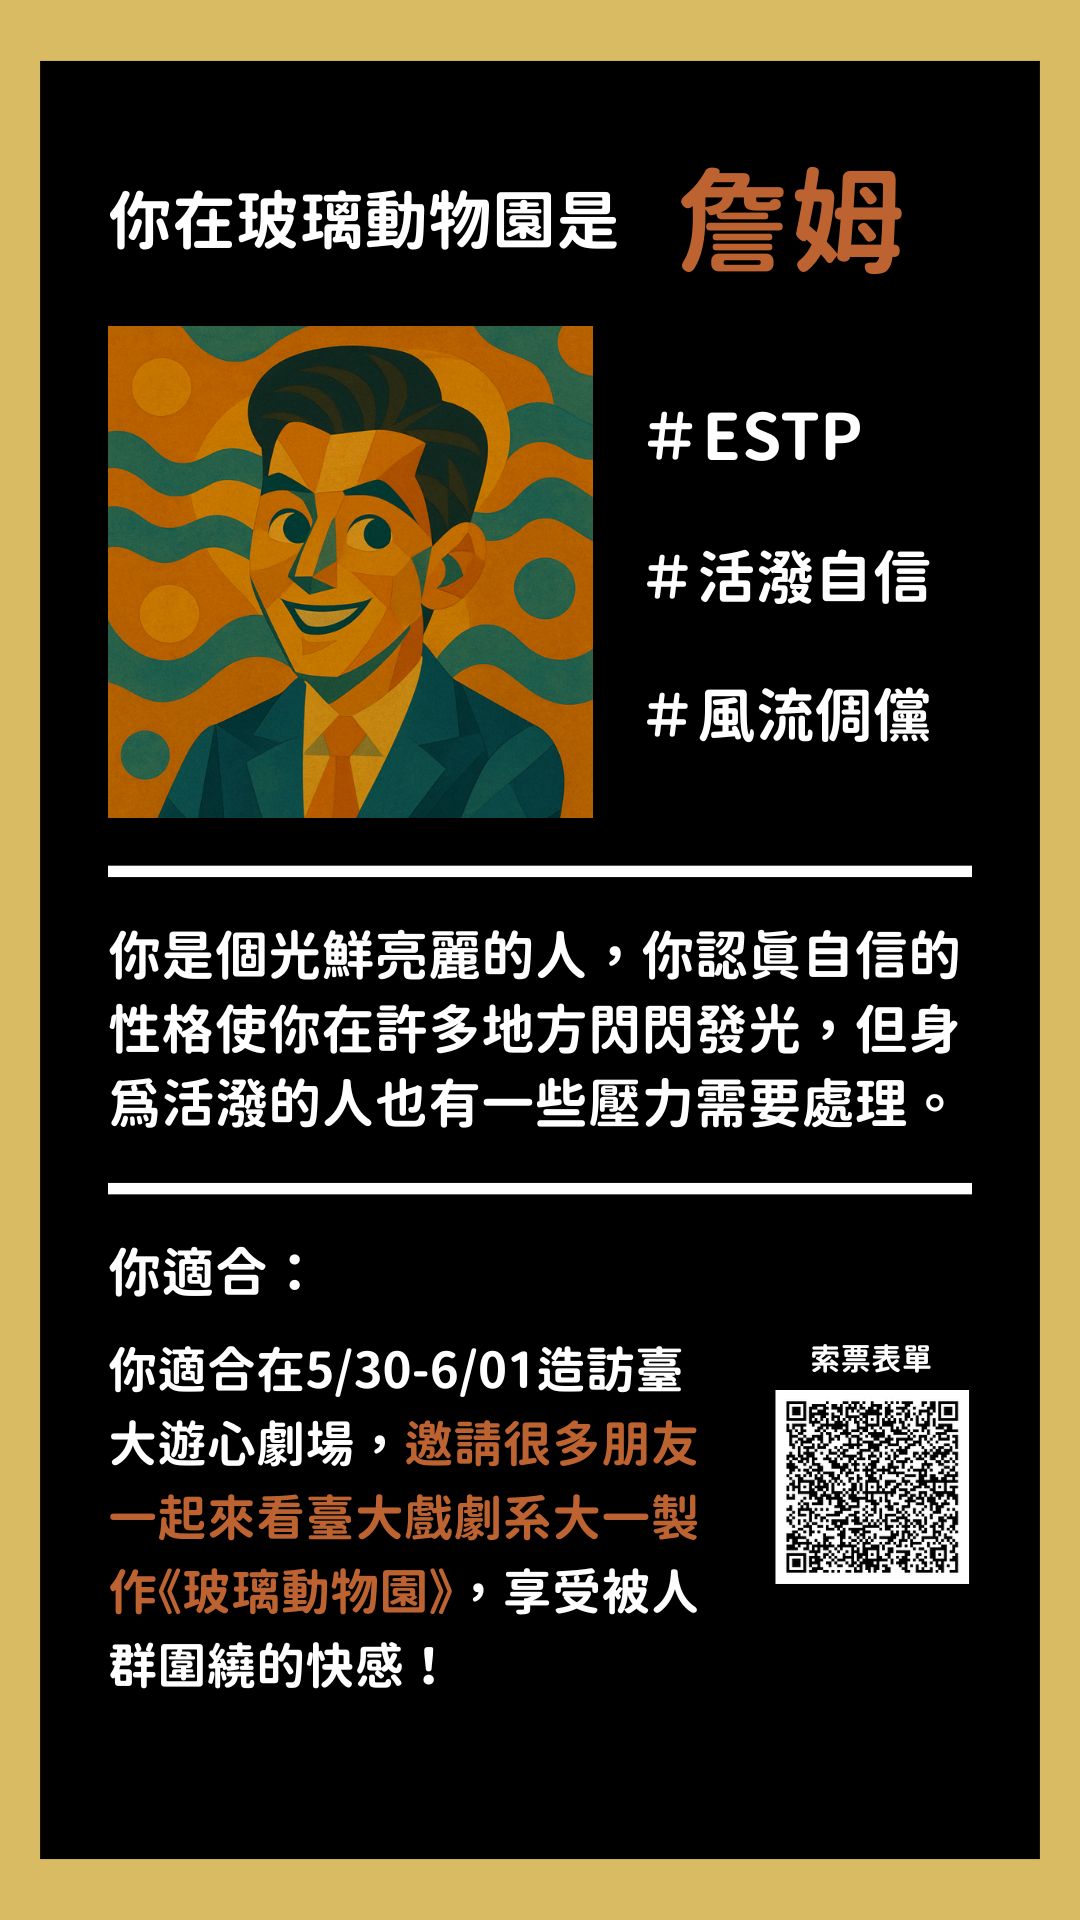 你在玻璃動物園是 詹姆
#ESTP
#活潑自信
#風流倜儻
你是個光鮮亮麗的人，你認眞自信的
性格使你在許多地方閃閃發光，但身
爲活潑的人也有一些壓力需要處理。
你適合：
你適合在5/30-6/01造訪臺
大遊心劇場，邀請很多朋友
一起來看臺大戲劇系大一製
作《玻璃動物園》，享受被人
群圍繞的快感！
索票表單